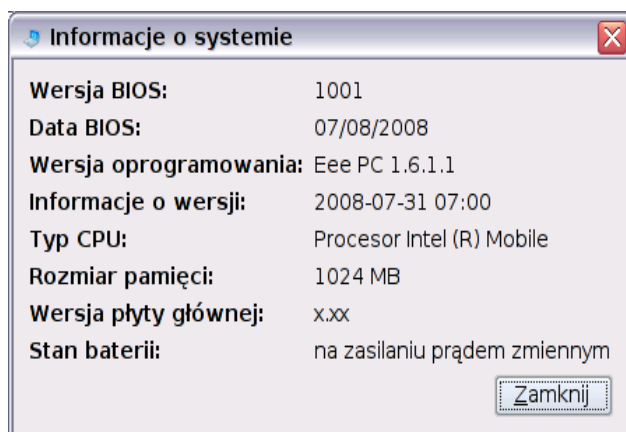 Informacje o systemie
Wersja BIOS: 1001
Data BIOS: 07/08/2008
Wersja oprogramowania: Eee PC 1.6.1.1
Informacje o wersji: 2008-07-31 07:00
Typ CPU: Procesor Intel (R) Mobile
Rozmiar pamięci: 1024 MB
Wersja płyty głównej: x.xx
Stan baterii: na zasilaniu prądem zmiennym
Zamknij